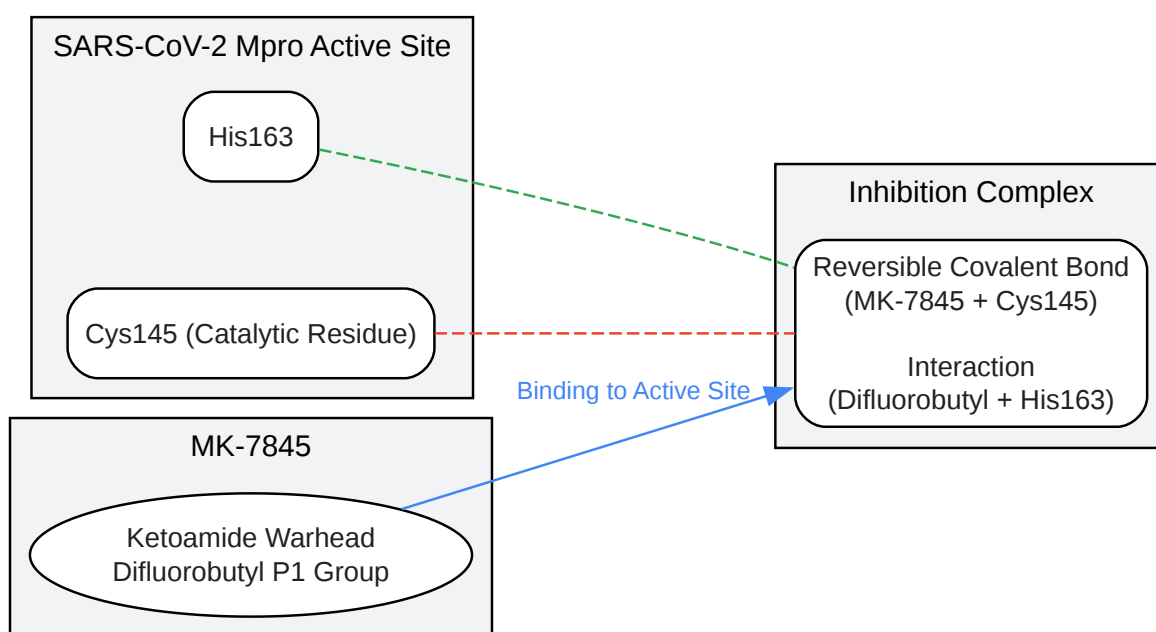 SARS-CoV-2 Mpro Active Site
His163
Cys145 (Catalytic Residue)
MK-7845
Ketoamide Warhead
Difluorobutyl P1 Group
Binding to Active Site
Inhibition Complex
Reversible Covalent Bond
(MK-7845 + Cys145)
Interaction
(Difluorobutyl + His163)